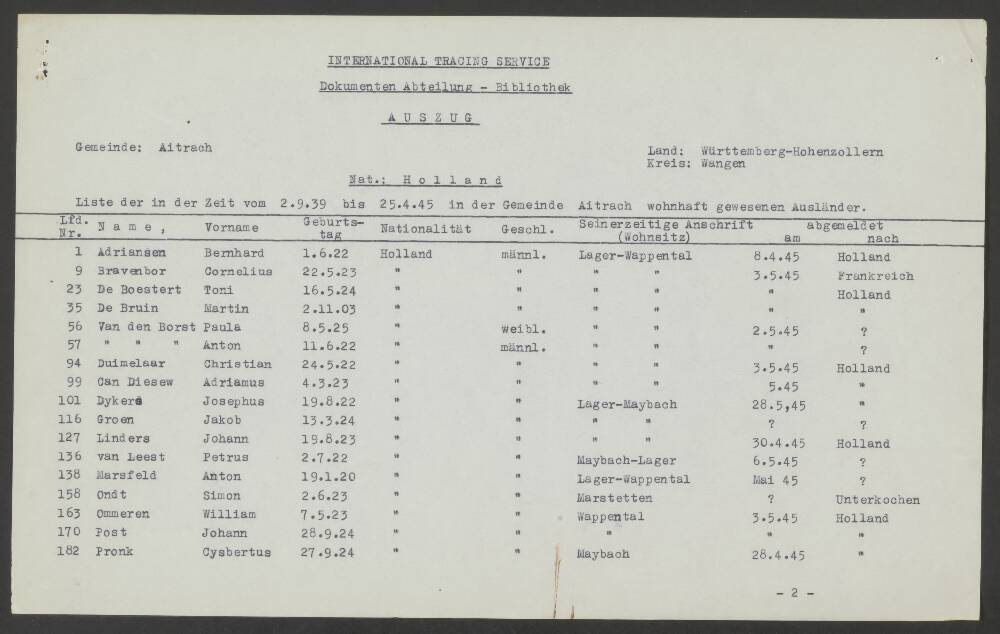 INTERNATIONAL TRACING SERVICE
Dokumenten Abteilung - Bibliothek
A U S Z U G
Gemeinde: Aitrach
Land: Württemberg-Hohenzollern
Kreis: Wangen
Nat.: H o l l a n d
Liste der in der Zeit vom 2.9.39 bis 25.4.45 in der Gemeinde Aitrach wohnhaft gewesenen Ausländer.
Lfd. Nr. N a m e , Vorname Geburts-tag Nationalität Geschl. Seinerzeitige Anschrift (Wohnsitz) abgemeldet am nach
1 Adriansen Bernhard 1.6.22 Holland männl. Lager-Wappental 8.4.45 Holland
9 Bravenbor Cornelius 22.5.23 " " " " 3.5.45 Frankreich
23 De Boestert Toni 16.5.24 " " " " " Holland
35 De Bruin Martin 2.11.03 " " " " " "
56 Van den Borst Paula 8.5.25 " weibl. " " 2.5.45 ?
57 " " " Anton 11.6.22 " männl. " " " ?
94 Duimelaar Christian 24.5.22 " " " " 3.5.45 Holland
99 Can Diesew Adriamus 4.3.23 " " " " 5.45 "
101 Dykers Josephus 19.8.22 " " Lager-Maybach 28.5,45 "
116 Groen Jakob 13.3.24 " " " " ? ?
127 Linders Johann 19.8.23 " " " " 30.4.45 Holland
136 van Leest Petrus 2.7.22 " " Maybach-Lager 6.5.45 ?
138 Marsfeld Anton 19.1.20 " " Lager-Wappental Mai 45 ?
158 Ondt Simon 2.6.23 " " Marstetten ? Unterkochen
163 Ommeren William 7.5.23 " " Wappental 3.5.45 Holland
170 Post Johann 28.9.24 " " " " "
182 Pronk Cysbertus 27.9.24 " " Maybach 28.4.45 "
- 2 -